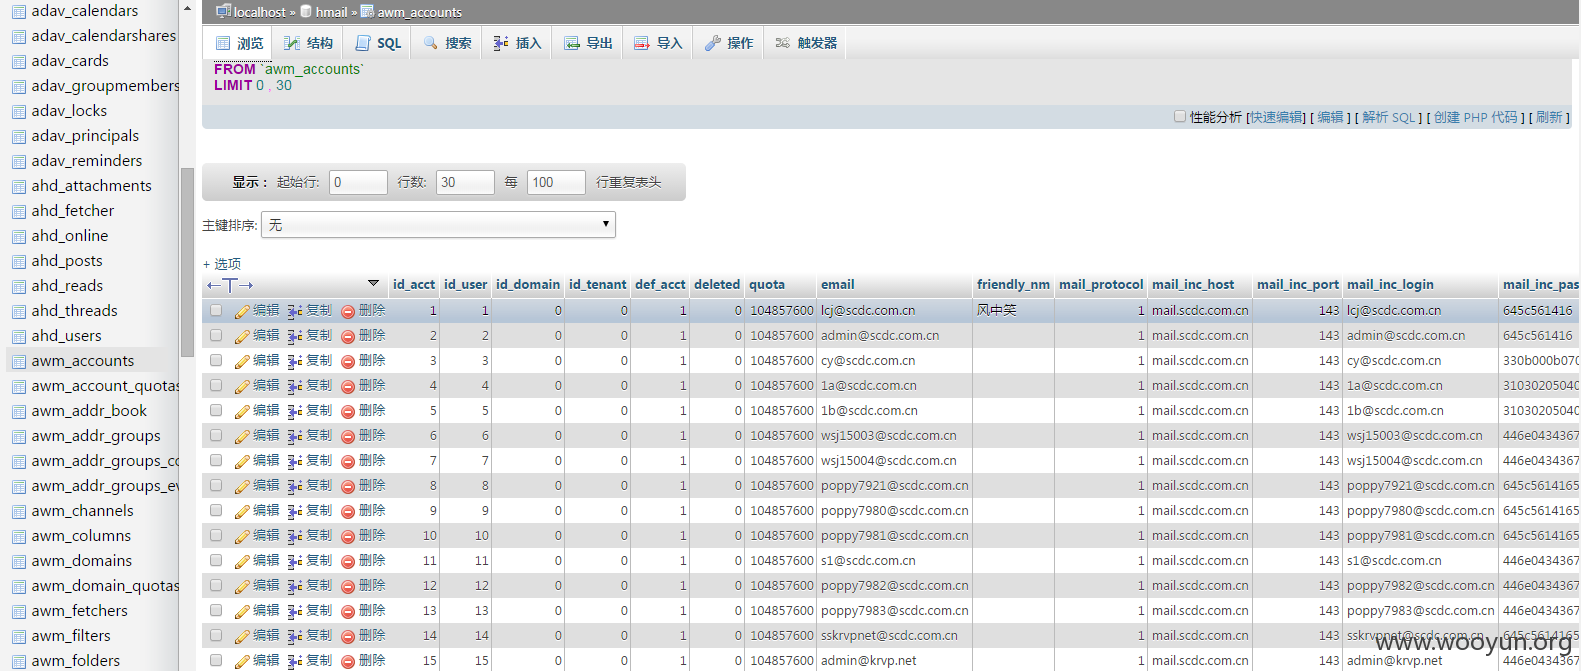 adav_calendars
adav_calendarshares
adav_cards
adav_groupmembers
adav_locks
adav_principals
adav_reminders
ahd_attachments
ahd_fetcher
ahd_online
ahd_posts
ahd_reads
ahd_threads
ahd_users
awm_accounts
awm_account_quotas
awm_addr_book
awm_addr_groups
awm_addr_groups_co
awm_addr_groups_ev
awm_channels
awm_columns
awm_domains
awm_domain_quotas
awm_fetchers
awm_filters
awm_folders
localhost » hmail » awm_accounts
浏览 结构 SQL 搜索 插入 导出 导入 操作 触发器
FROM `awm_accounts`
LIMIT 0 , 30
性能分析 [快速编辑] [ 编辑 ] [ 解析 SQL ] [ 创建 PHP 代码 ] [ 刷新 ]
显示 : 起始行: 0 行数: 30 每 100 行重复表头
主键排序: 无
+ 选项
←T→ id_acct id_user id_domain id_tenant def_acct deleted quota email friendly_nm mail_protocol mail_inc_host mail_inc_port mail_inc_login mail_inc_pas
编辑 复制 删除 1 1 0 0 1 0 104857600 lcj@scdc.com.cn 风中笑 1 mail.scdc.com.cn 143 lcj@scdc.com.cn 645c561416
编辑 复制 删除 2 2 0 0 1 0 104857600 admin@scdc.com.cn 1 mail.scdc.com.cn 143 admin@scdc.com.cn 645c561416
编辑 复制 删除 3 3 0 0 1 0 104857600 cy@scdc.com.cn 1 mail.scdc.com.cn 143 cy@scdc.com.cn 330b000b070
编辑 复制 删除 4 4 0 0 1 0 104857600 1a@scdc.com.cn 1 mail.scdc.com.cn 143 1a@scdc.com.cn 31030205040
编辑 复制 删除 5 5 0 0 1 0 104857600 1b@scdc.com.cn 1 mail.scdc.com.cn 143 1b@scdc.com.cn 31030205040
编辑 复制 删除 6 6 0 0 1 0 104857600 wsj15003@scdc.com.cn 1 mail.scdc.com.cn 143 wsj15003@scdc.com.cn 446e0434367
编辑 复制 删除 7 7 0 0 1 0 104857600 wsj15004@scdc.com.cn 1 mail.scdc.com.cn 143 wsj15004@scdc.com.cn 446e0434367
编辑 复制 删除 8 8 0 0 1 0 104857600 poppy7921@scdc.com.cn 1 mail.scdc.com.cn 143 poppy7921@scdc.com.cn 645c5614165
编辑 复制 删除 9 9 0 0 1 0 104857600 poppy7980@scdc.com.cn 1 mail.scdc.com.cn 143 poppy7980@scdc.com.cn 645c5614165
编辑 复制 删除 10 10 0 0 1 0 104857600 poppy7981@scdc.com.cn 1 mail.scdc.com.cn 143 poppy7981@scdc.com.cn 645c5614165
编辑 复制 删除 11 11 0 0 1 0 104857600 s1@scdc.com.cn 1 mail.scdc.com.cn 143 s1@scdc.com.cn 446e0434367
编辑 复制 删除 12 12 0 0 1 0 104857600 poppy7982@scdc.com.cn 1 mail.scdc.com.cn 143 poppy7982@scdc.com.cn 446e0434367
编辑 复制 删除 13 13 0 0 1 0 104857600 poppy7983@scdc.com.cn 1 mail.scdc.com.cn 143 poppy7983@scdc.com.cn 446e0434367
编辑 复制 删除 14 14 0 0 1 0 104857600 sskrvpnet@scdc.com.cn 1 mail.scdc.com.cn 143 sskrvpnet@scdc.com.cn 645c5614165
编辑 复制 删除 15 15 0 0 1 0 104857600 admin@krvp.net 1 mail.scdc.com.cn 143 admin@krvp.net 446e0434367
www.wooyun.org